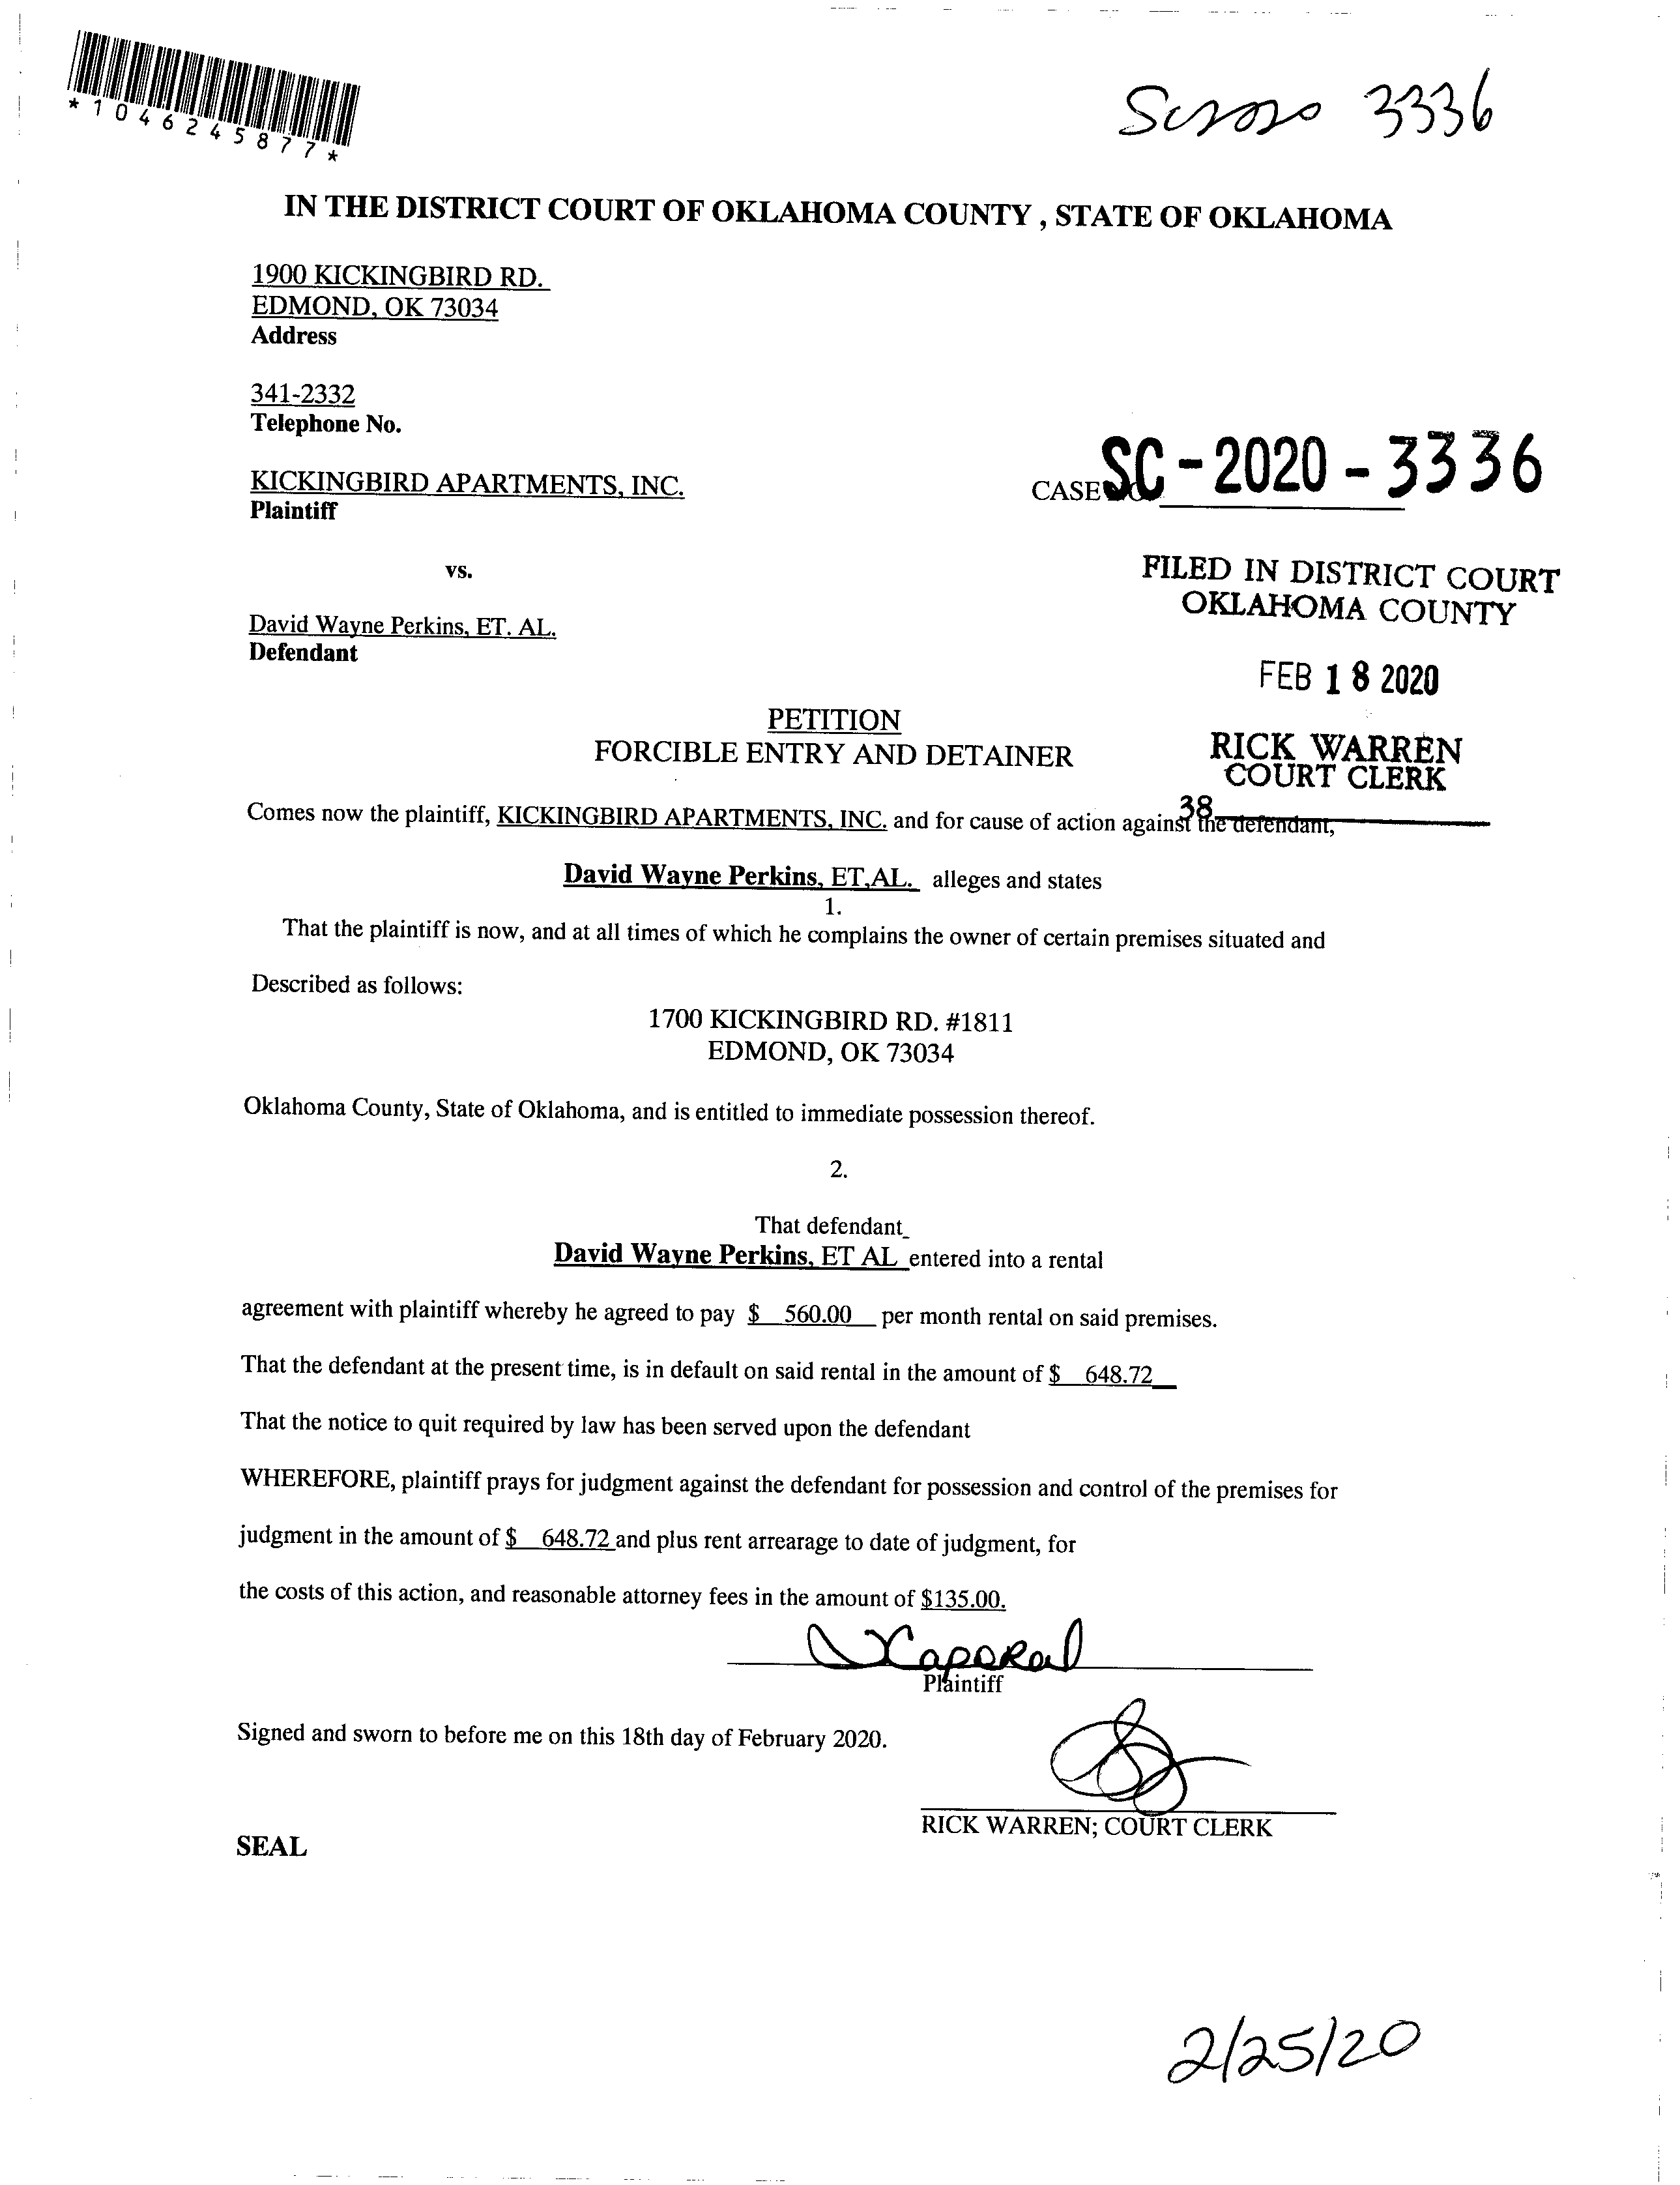 *1046245877*
SC2020 3336
IN THE DISTRICT COURT OF OKLAHOMA COUNTY , STATE OF OKLAHOMA
1900 KICKINGBIRD RD.
EDMOND, OK 73034
Address
341-2332
Telephone No.
KICKINGBIRD APARTMENTS, INC.
Plaintiff
CASE SC-2020-3336
vs.
FILED IN DISTRICT COURT
OKLAHOMA COUNTY
David Wayne Perkins, ET. AL.
Defendant
FEB 18 2020
PETITION
FORCIBLE ENTRY AND DETAINER
RICK WARREN
COURT CLERK
38
Comes now the plaintiff, KICKINGBIRD APARTMENTS, INC. and for cause of action against the defendant,
David Wayne Perkins, ET,AL. alleges and states
1.
That the plaintiff is now, and at all times of which he complains the owner of certain premises situated and
Described as follows:
1700 KICKINGBIRD RD. #1811
EDMOND, OK 73034
Oklahoma County, State of Oklahoma, and is entitled to immediate possession thereof.
2.
That defendant_
David Wayne Perkins, ET AL entered into a rental
agreement with plaintiff whereby he agreed to pay $ 560.00 per month rental on said premises.
That the defendant at the present time, is in default on said rental in the amount of $ 648.72
That the notice to quit required by law has been served upon the defendant
WHEREFORE, plaintiff prays for judgment against the defendant for possession and control of the premises for
judgment in the amount of $ 648.72 and plus rent arrearage to date of judgment, for
the costs of this action, and reasonable attorney fees in the amount of $135.00.
Plaintiff
Signed and sworn to before me on this 18th day of February 2020.
RICK WARREN; COURT CLERK
SEAL
2/25/20